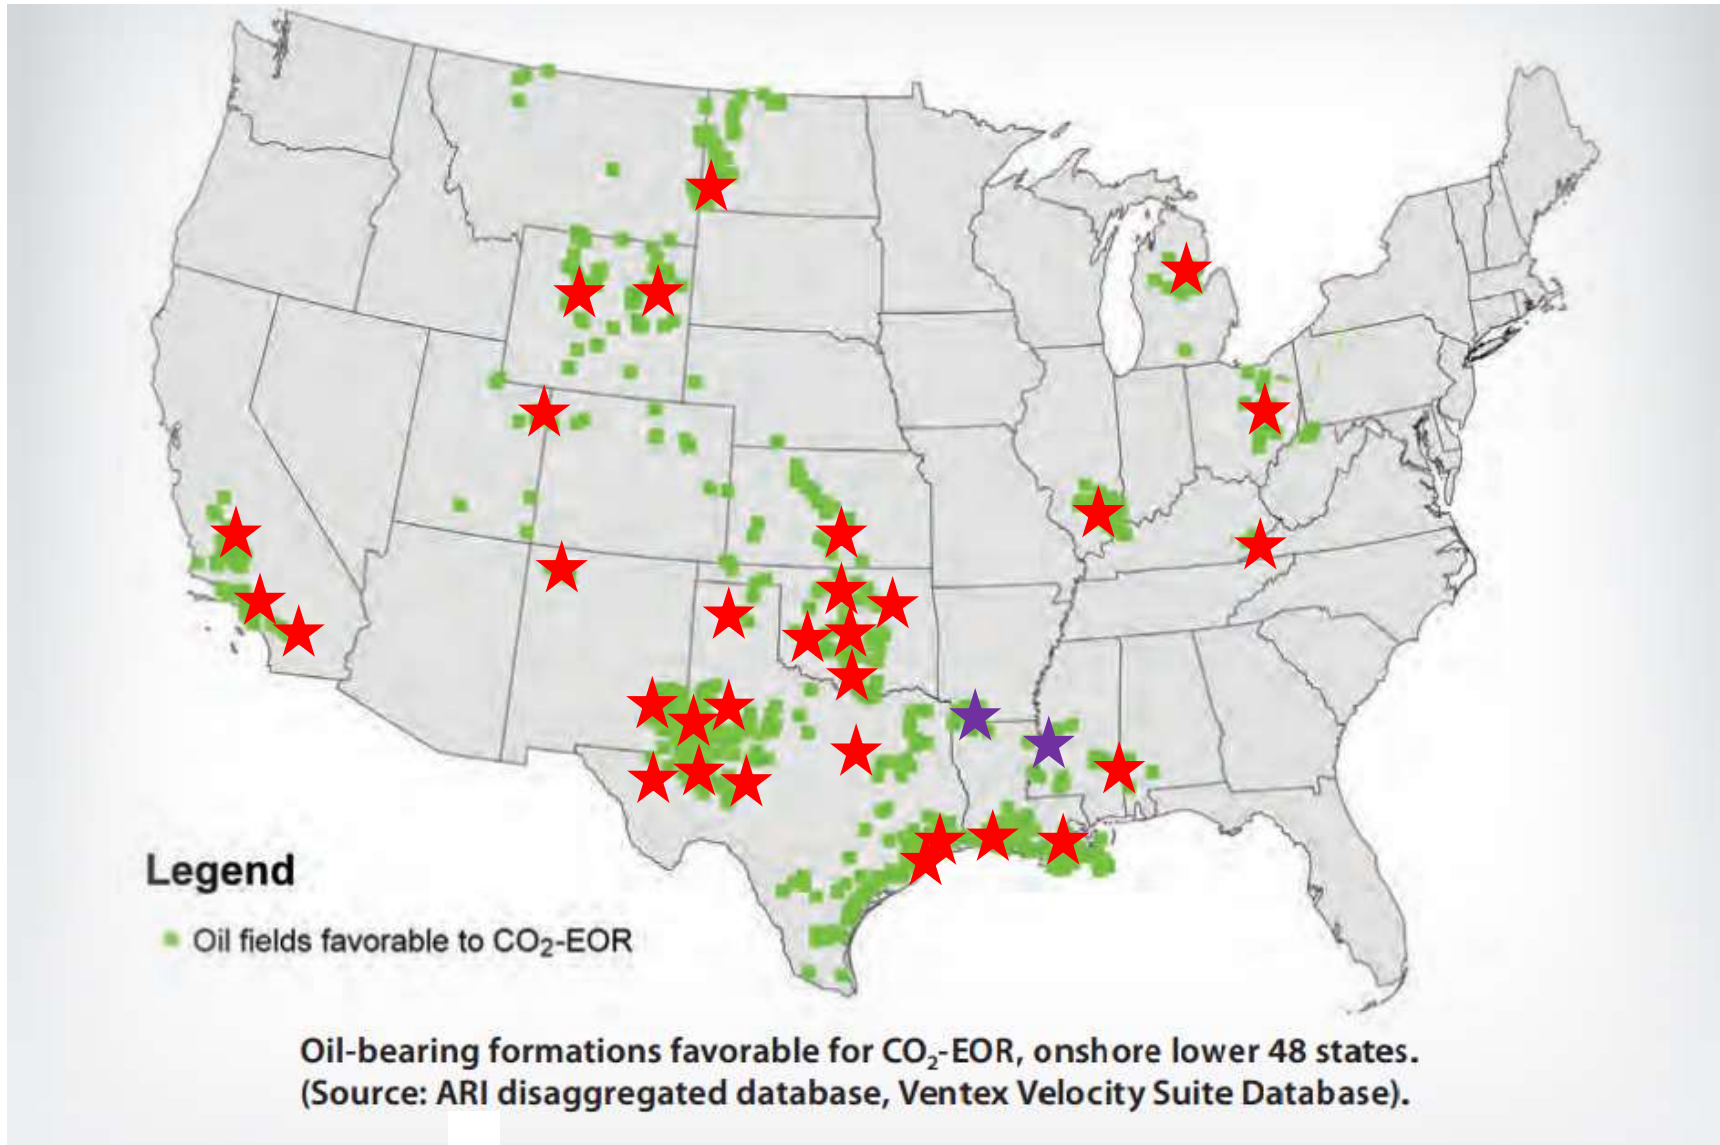 Legend
Oil fields favorable to CO2-EOR
Oil-bearing formations favorable for CO₂-EOR, onshore lower 48 states.
(Source: ARI disaggregated database, Ventex Velocity Suite Database).